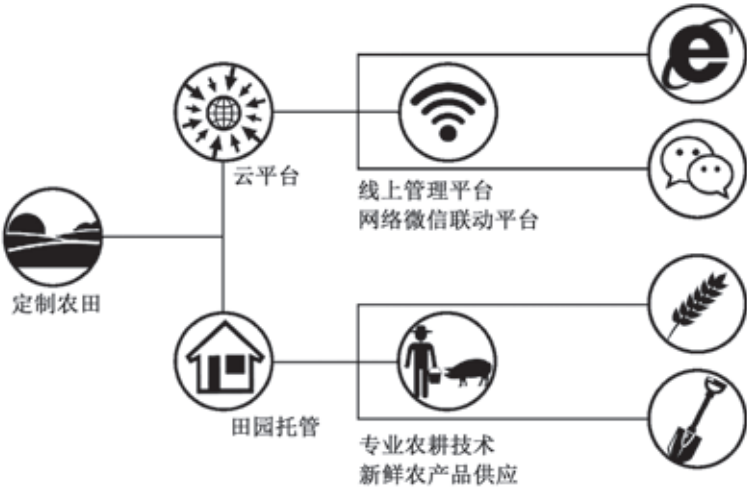 云平台
线上管理平台
网络微信联动平台
定制农田
田园托管
专业农耕技术
新鲜农产品供应